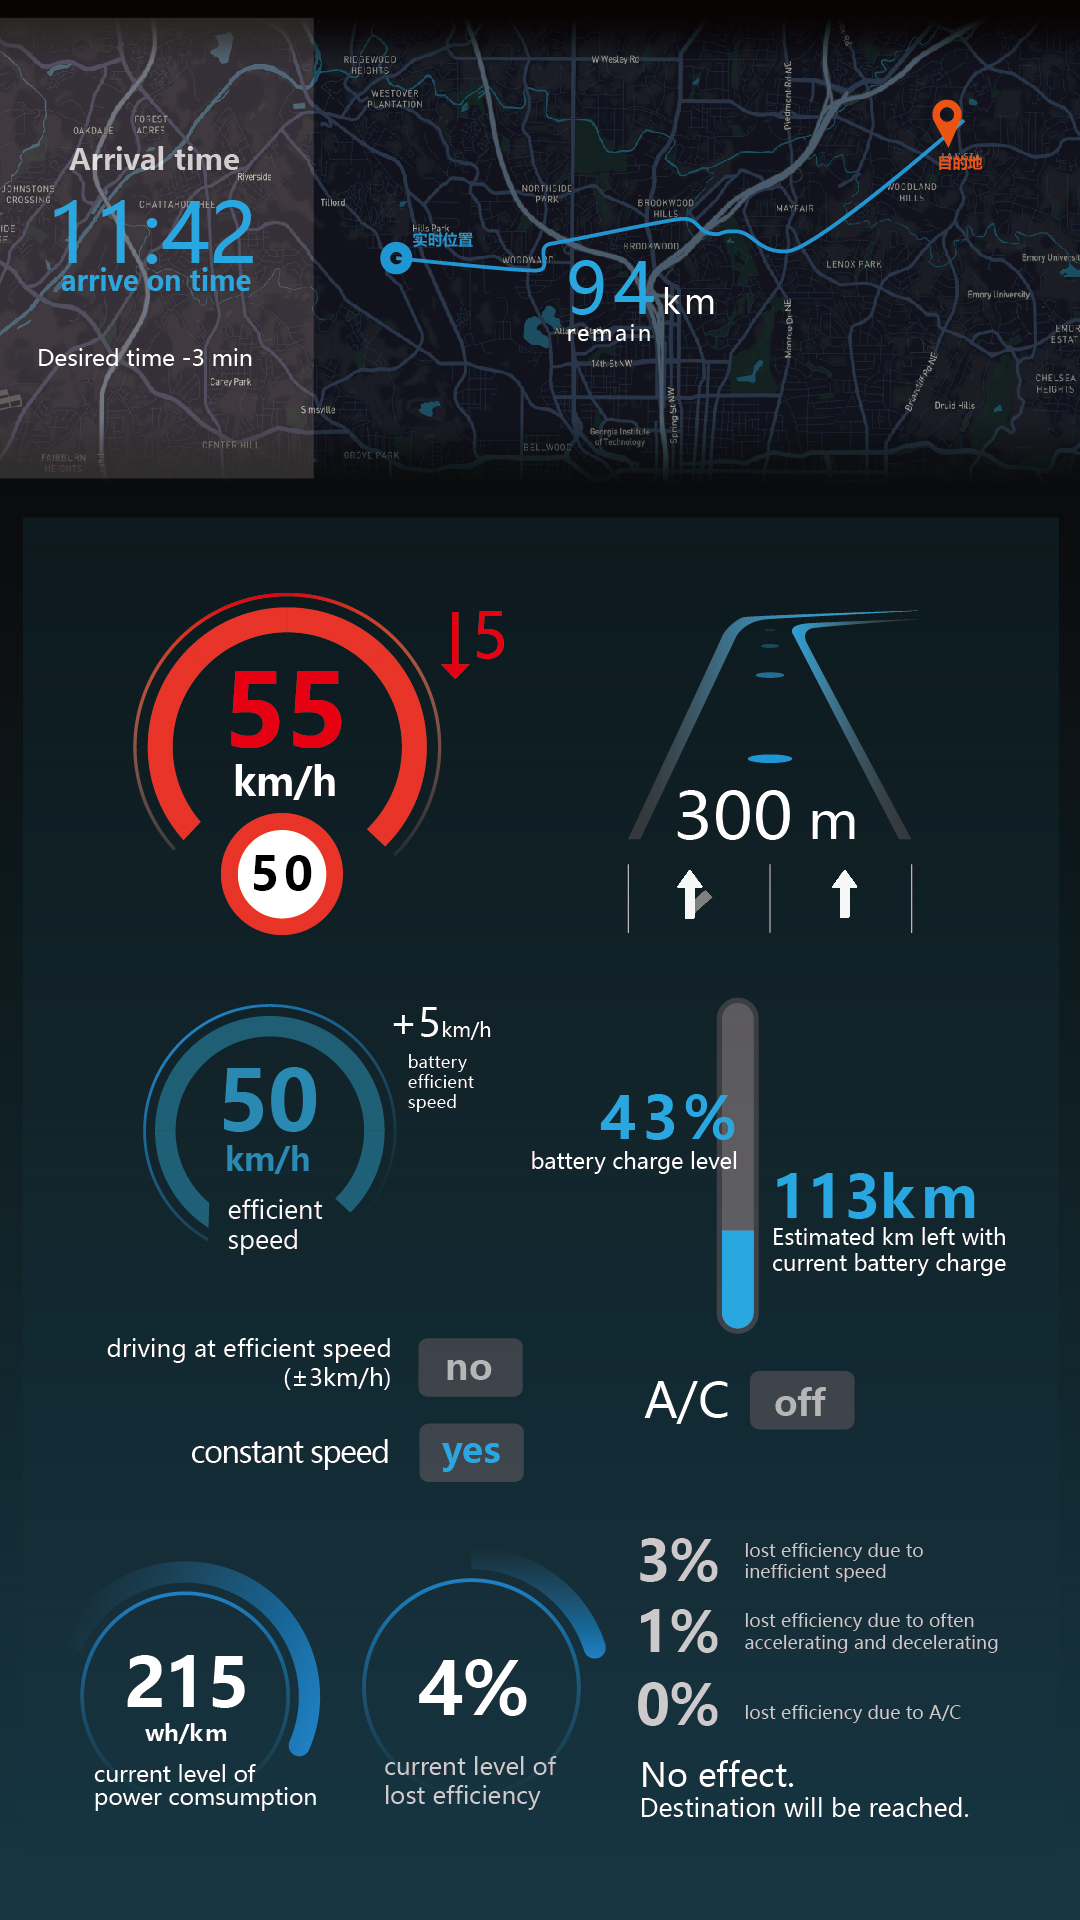 RIDGEWOOD
HEIGHTS
W Wesley Rd
WESTOVER
PLANTATION
Piedmont Rd NE
FOREST
ACRES
OAKDALE
Arrival time
Riverside
JOHNSTONS
CROSSING
CHATTAHOOCHEE
11:42
arrive on time
Desired time -3 min
Carey Park
CENTER HILL
FAIRBURN
HEIGHTS
Tilford
Simsville
GROVE PARK
Hills Park
实时位置
NORTHSIDE
PARK
BROOKWOOD
HILLS
BROOKWOOD
MAYFAIR
目的地
WOODLAND
HILLS
WOODWARD
LENOX PARK
Emory University
94 km
remain
Emory University
Monroe Dr NE
14th St NW
Briarcliff Rd NE
CHELSEA
HEIGHTS
Druid Hills
Spring St NW
Georgia Institute
of Technology
BELLWOOD
55
km/h
↓5
50
300 m
50
km/h
efficient
speed
+5km/h
battery
efficient
speed
43%
battery charge level
113km
Estimated km left with
current battery charge
driving at efficient speed
(±3km/h)
no
constant speed
yes
A/C
off
215
wh/km
current level of
power comsumption
4%
current level of
lost efficiency
3%
lost efficiency due to
inefficient speed
1%
lost efficiency due to often
accelerating and decelerating
0%
lost efficiency due to A/C
No effect.
Destination will be reached.